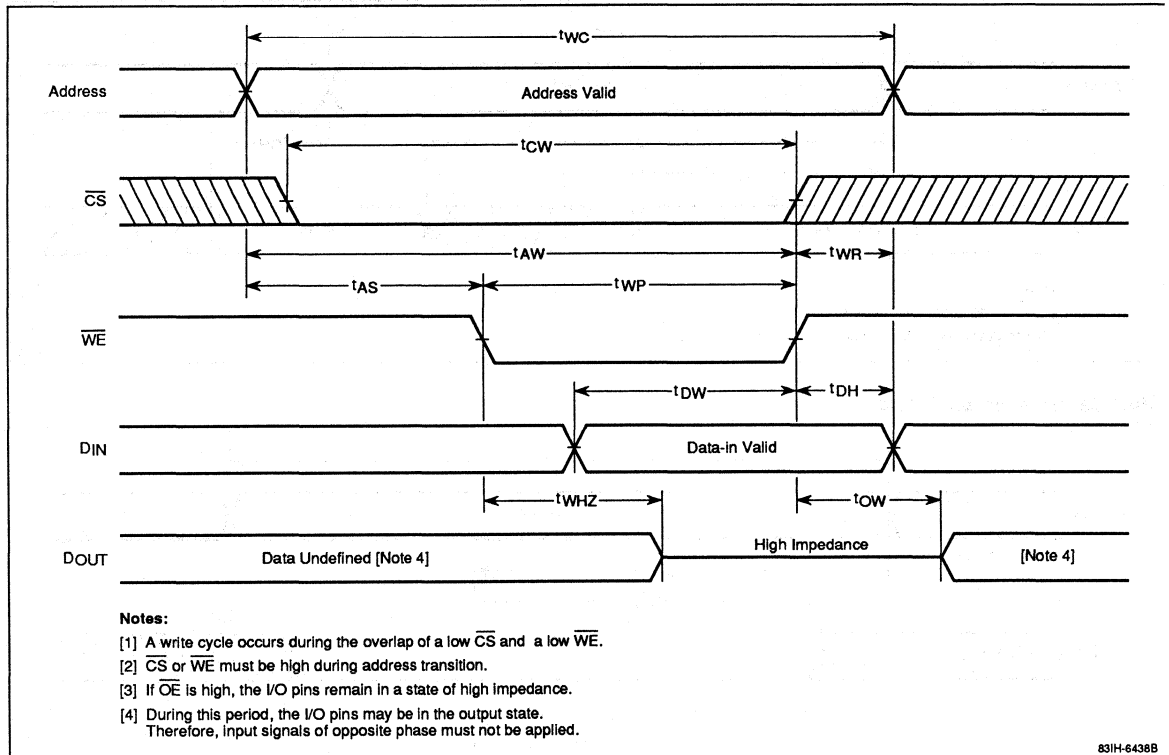 tWC
Address
Address Valid
tCW
CS
tAW
tWR
tAS
tWP
WE
tDW
tDH
DIN
Data-in Valid
tWHZ
tOW
DOUT
Data Undefined [Note 4]
High Impedance
[Note 4]
Notes:
[1] A write cycle occurs during the overlap of a low CS and a low WE.
[2] CS or WE must be high during address transition.
[3] If OE is high, the I/O pins remain in a state of high impedance.
[4] During this period, the I/O pins may be in the output state.
Therefore, input signals of opposite phase must not be applied.
83IH-6438B